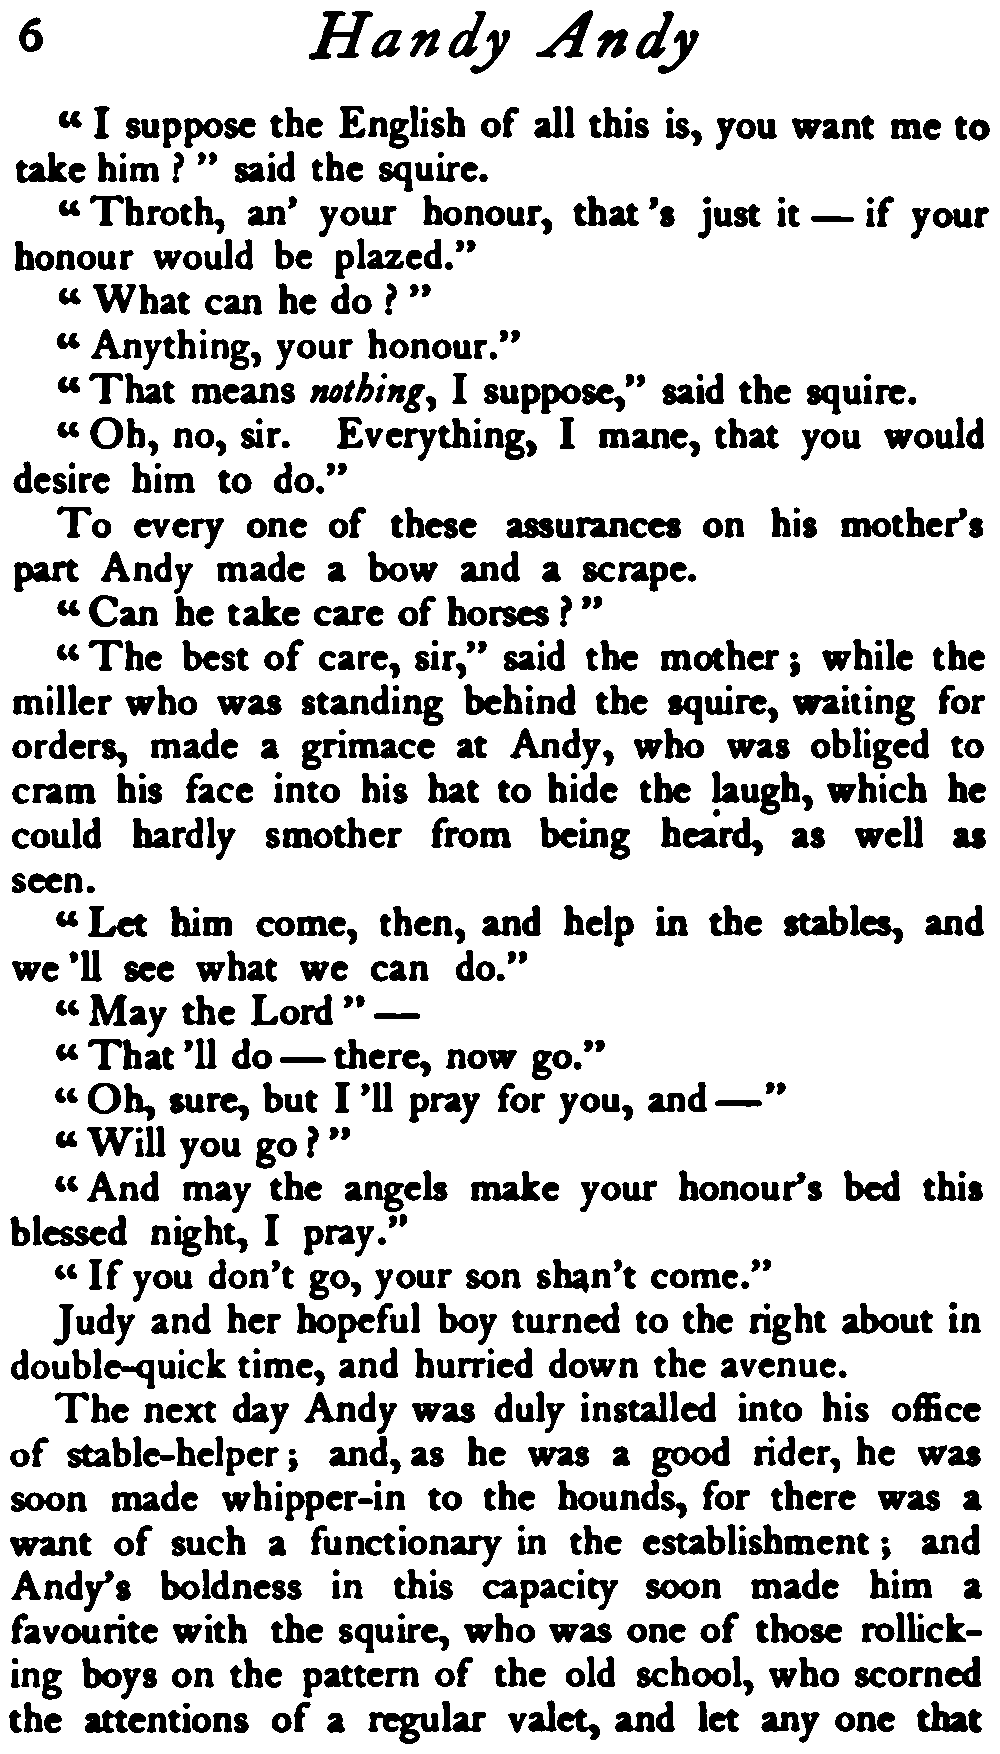 6 Handy Andy
“ I suppose the English of all this is, you want me to
take him ? ” said the squire.
“ Throth, an’ your honour, that ’s just it — if your
honour would be plazed.”
“ What can he do ? ”
“ Anything, your honour.”
“ That means nothing, I suppose,” said the squire.
“ Oh, no, sir. Everything, I mane, that you would
desire him to do.”
To every one of these assurances on his mother’s
part Andy made a bow and a scrape.
“ Can he take care of horses ? ”
“ The best of care, sir,” said the mother ; while the
miller who was standing behind the squire, waiting for
orders, made a grimace at Andy, who was obliged to
cram his face into his hat to hide the laugh, which he
could hardly smother from being heard, as well as
seen.
“ Let him come, then, and help in the stables, and
we ’ll see what we can do.”
“ May the Lord ” —
“ That ’ll do — there, now go.”
“ Oh, sure, but I ’ll pray for you, and — ”
“ Will you go ? ”
“ And may the angels make your honour’s bed this
blessed night, I pray.”
“ If you don’t go, your son shan’t come.”
Judy and her hopeful boy turned to the right about in
double-quick time, and hurried down the avenue.
The next day Andy was duly installed into his office
of stable-helper ; and, as he was a good rider, he was
soon made whipper-in to the hounds, for there was a
want of such a functionary in the establishment ; and
Andy’s boldness in this capacity soon made him a
favourite with the squire, who was one of those rollick-
ing boys on the pattern of the old school, who scorned
the attentions of a regular valet, and let any one that